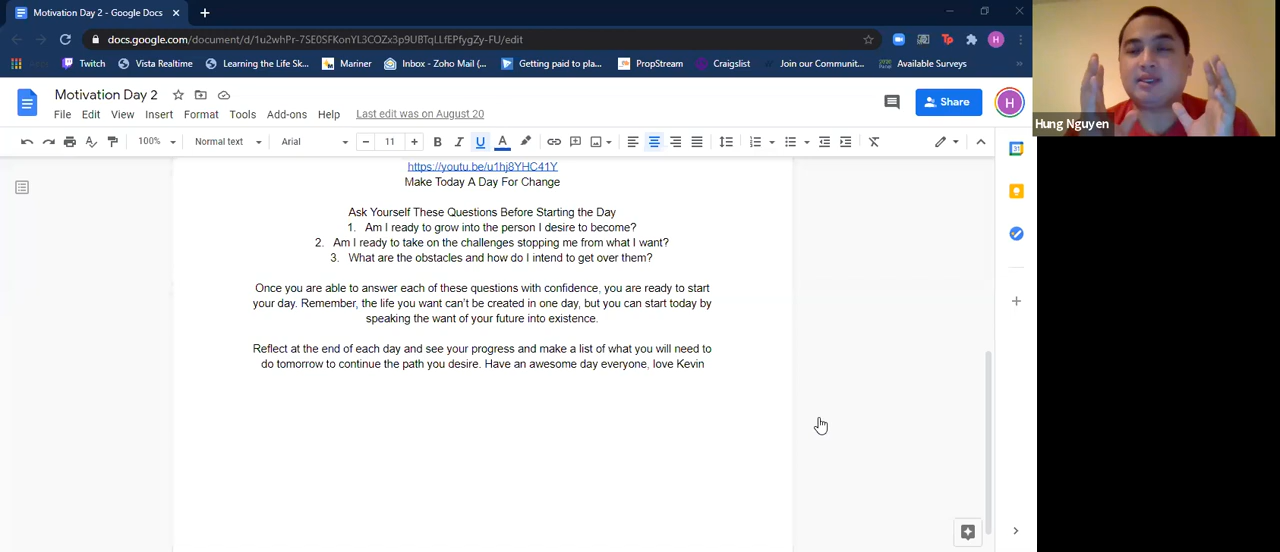 Motivation Day 2 - Google Docs
docs.google.com/document/d/1u2whPr-7SE0SFKonYL3COZx3p9UBTqLLfEPfygZy-FU/edit
Twitch
Vista Realtime
Learning the Life Sk...
Mariner
Inbox - Zoho Mail (...
Getting paid to pla...
PropStream
Craigslist
Join our Communit...
Available Surveys
Motivation Day 2
File Edit View Insert Format Tools Add-ons Help Last edit was on August 20
Share
H
100% Normal text Arial 11
https://youtu.be/u1hj8YHC41Y
Make Today A Day For Change
Ask Yourself These Questions Before Starting the Day
1. Am I ready to grow into the person I desire to become?
2. Am I ready to take on the challenges stopping me from what I want?
3. What are the obstacles and how do I intend to get over them?
Once you are able to answer each of these questions with confidence, you are ready to start
your day. Remember, the life you want can't be created in one day, but you can start today by
speaking the want of your future into existence.
Reflect at the end of each day and see your progress and make a list of what you will need to
do tomorrow to continue the path you desire. Have an awesome day everyone, love Kevin
Hung Nguyen